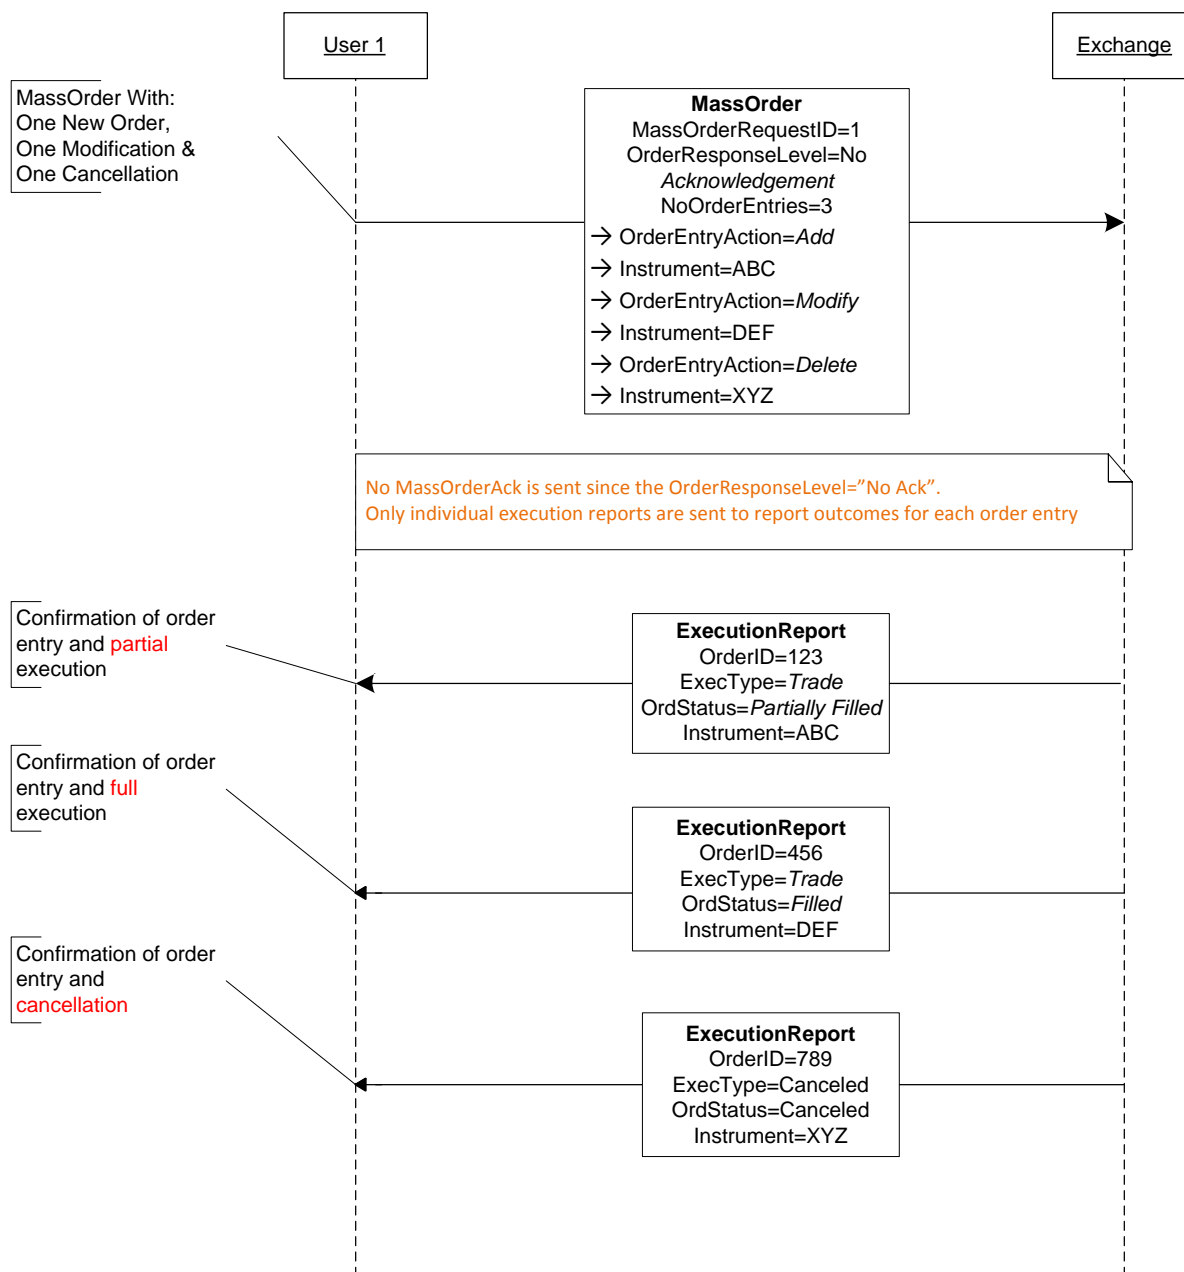 User 1
Exchange
MassOrder With:
One New Order,
One Modification &
One Cancellation
MassOrder
MassOrderRequestID=1
OrderResponseLevel=No
Acknowledgement
NoOrderEntries=3
→ OrderEntryAction=Add
→ Instrument=ABC
→ OrderEntryAction=Modify
→ Instrument=DEF
→ OrderEntryAction=Delete
→ Instrument=XYZ
No MassOrderAck is sent since the OrderResponseLevel=”No Ack”.
Only individual execution reports are sent to report outcomes for each order entry
Confirmation of order
entry and partial
execution
ExecutionReport
OrderID=123
ExecType=Trade
OrdStatus=Partially Filled
Instrument=ABC
Confirmation of order
entry and full
execution
ExecutionReport
OrderID=456
ExecType=Trade
OrdStatus=Filled
Instrument=DEF
Confirmation of order
entry and
cancellation
ExecutionReport
OrderID=789
ExecType=Canceled
OrdStatus=Canceled
Instrument=XYZ